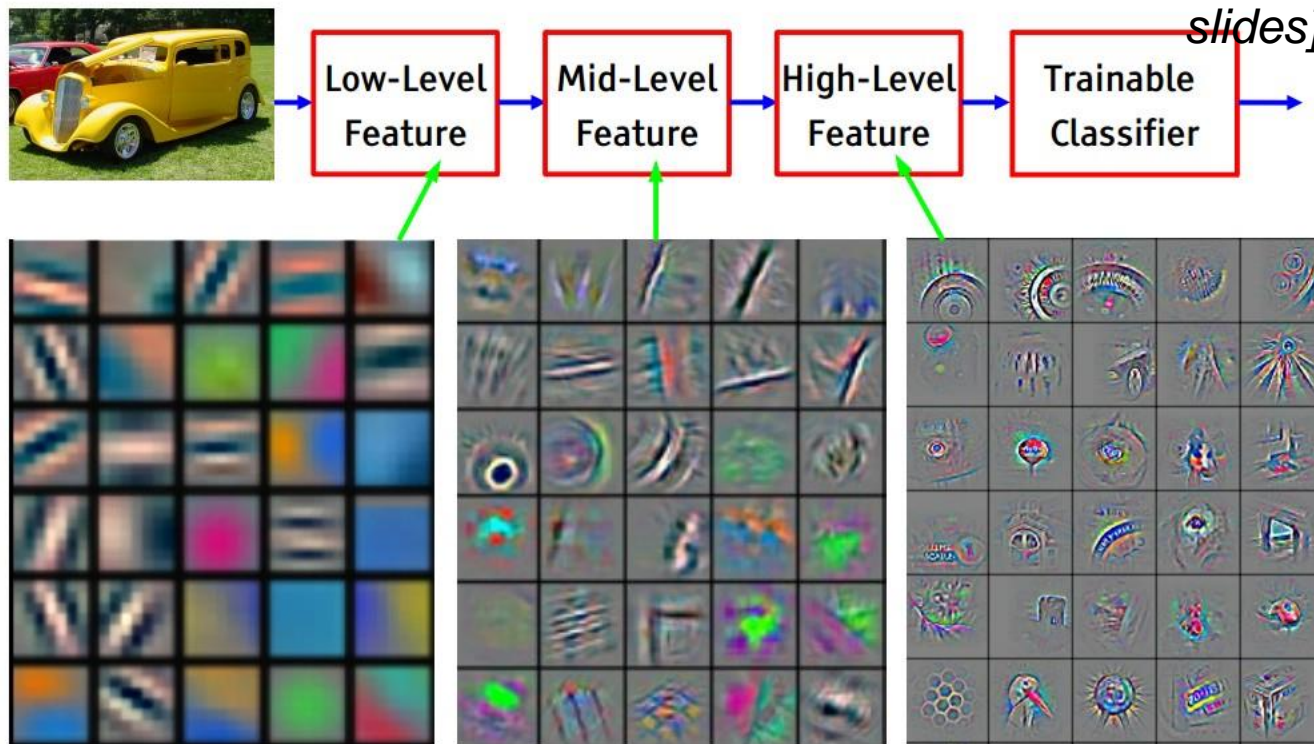 slides]
Low-Level
Feature
Mid-Level
Feature
High-Level
Feature
Trainable
Classifier